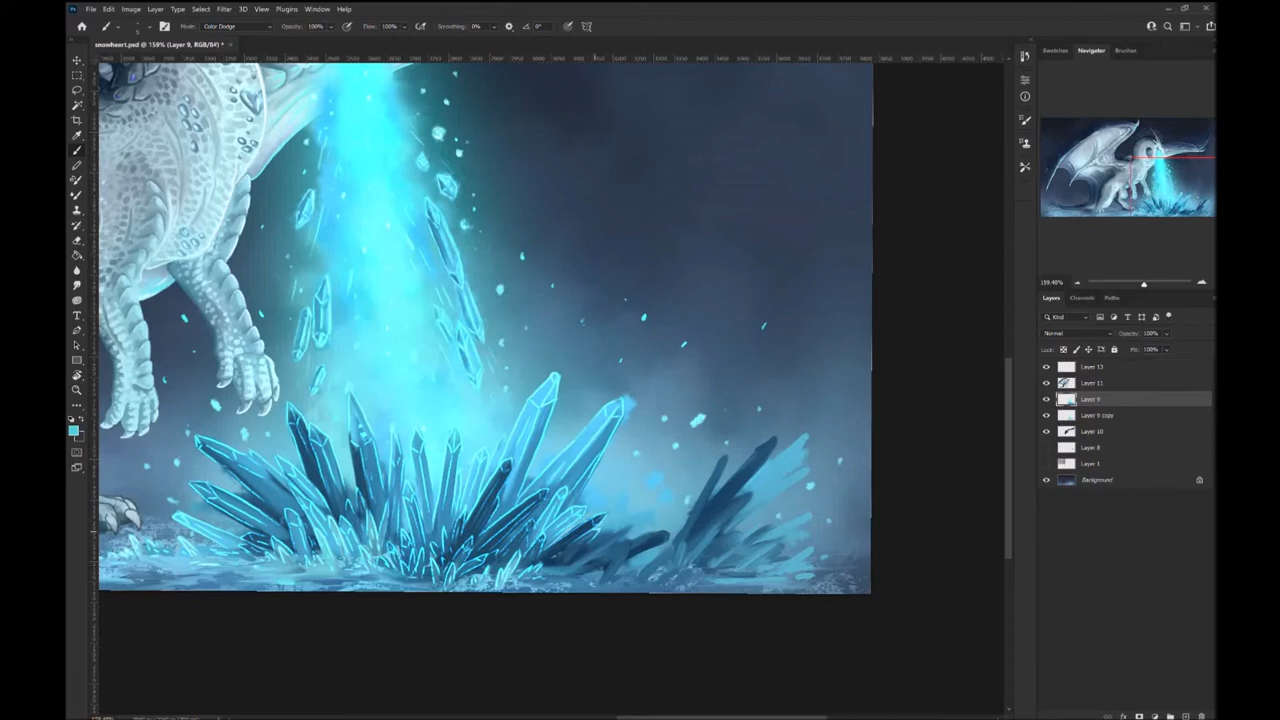 File Edit Image Layer Type Select Filter 3D View Plugins Window Help
Mode: Color Dodge Opacity: 100% Flow: 100% Smoothing: 0% 0°
snowheart.psd @ 159% (Layer 9, RGB/8#) *
Swatches Navigator Brushes
159.48%
Layers Channels Paths
Kind
Normal Opacity: 100%
Lock: Fill: 100%
Layer 13
Layer 11
Layer 9
Layer 9 copy
Layer 10
Layer 8
Layer 1
Background